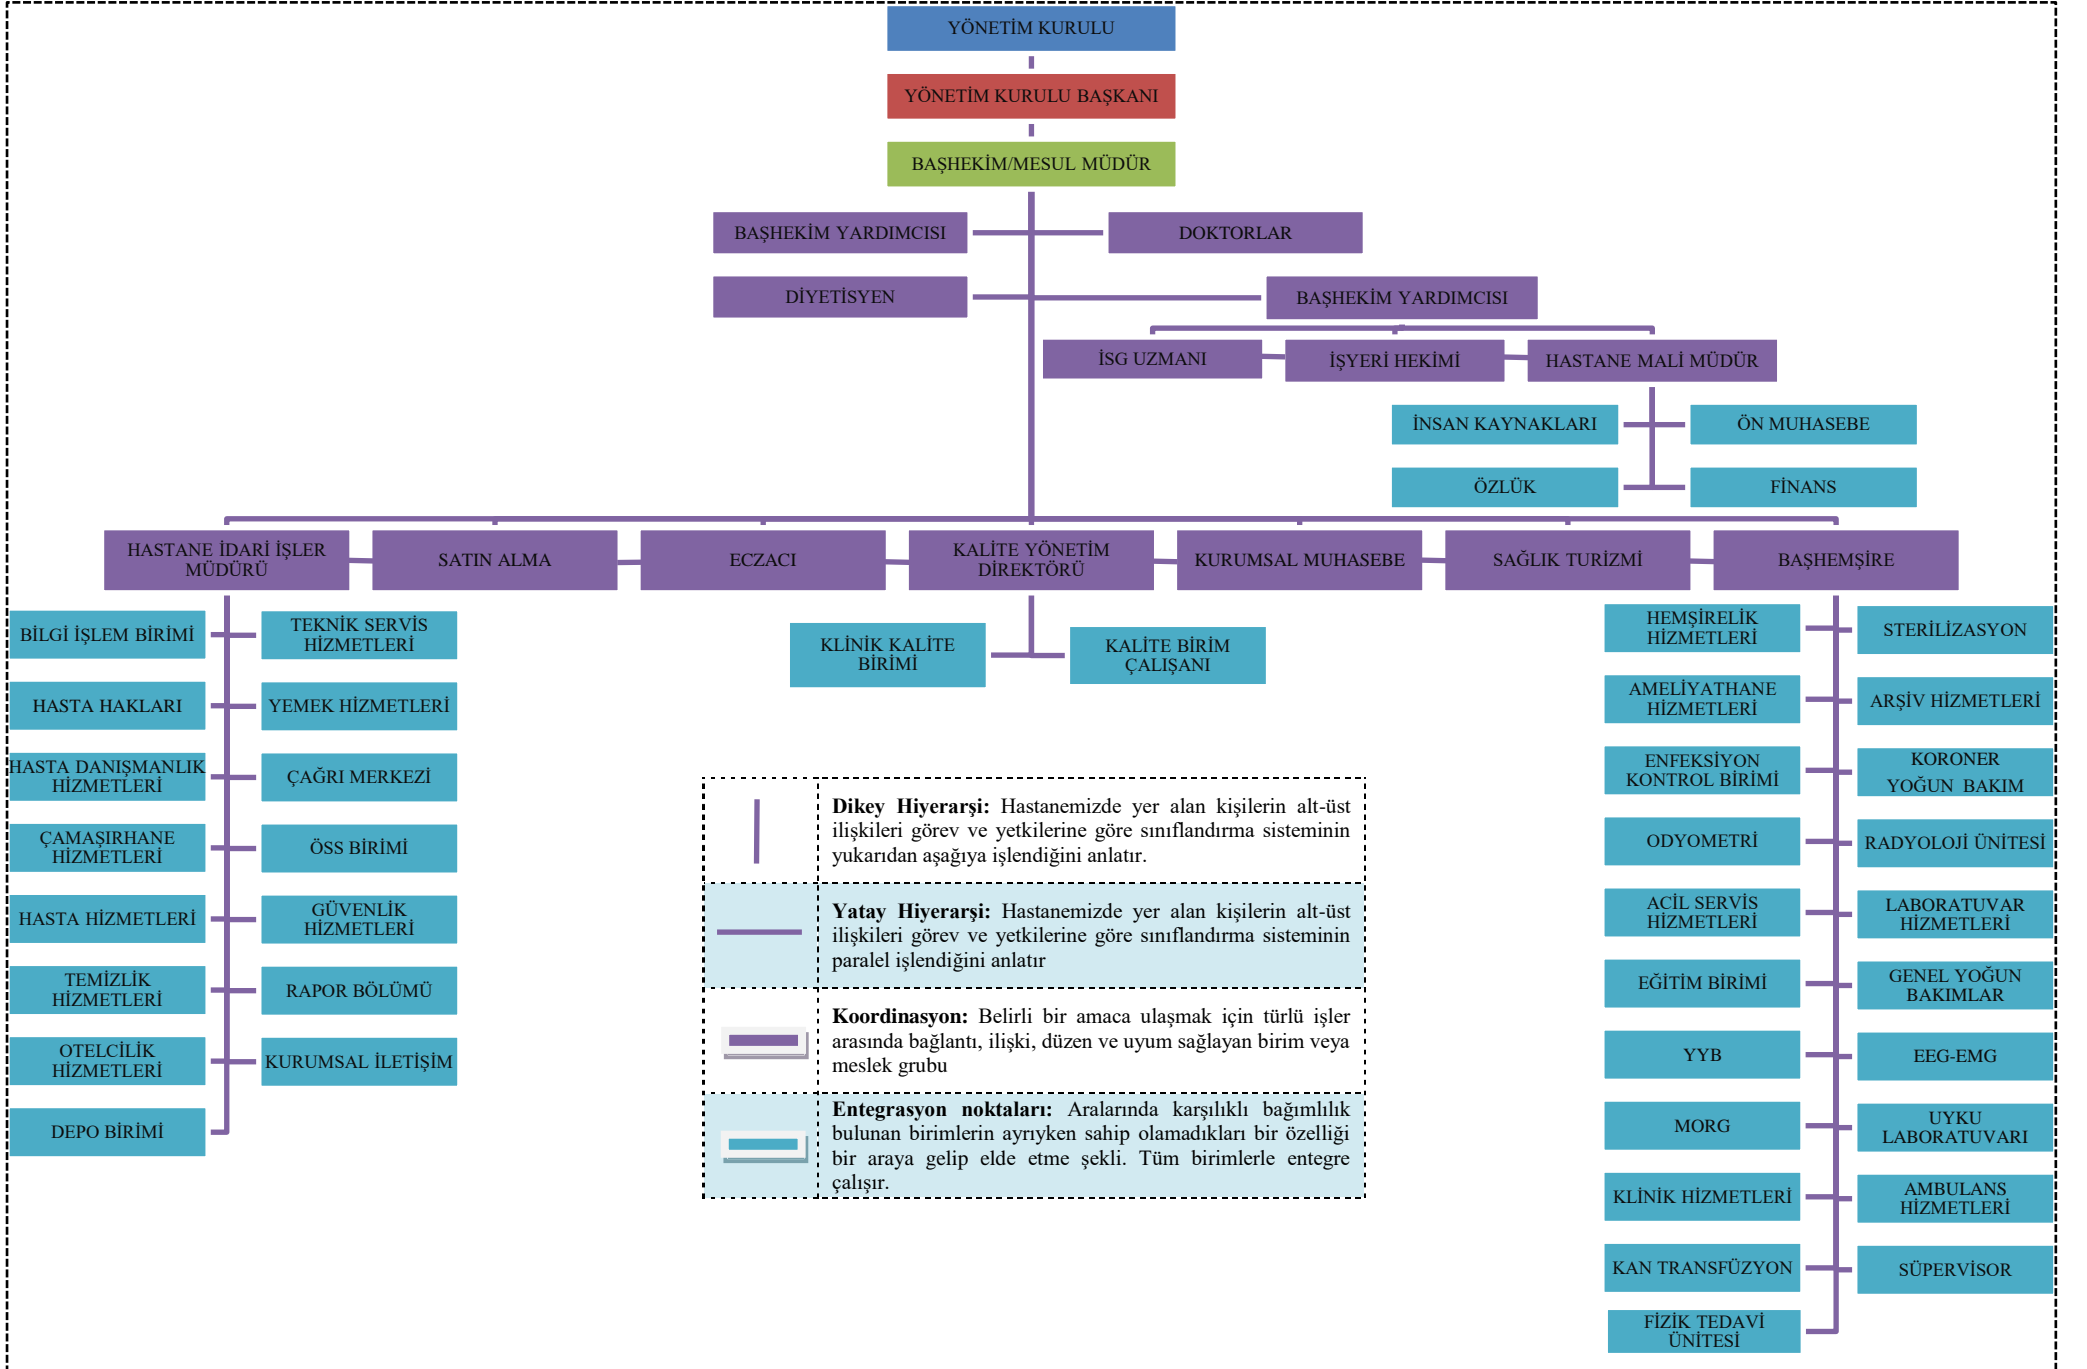 YÖNETİM KURULU
YÖNETİM KURULU BAŞKANI
BAŞHEKİM/MESUL MÜDÜR
BAŞHEKİM YARDIMCISI
DOKTORLAR
DİYETİSYEN
BAŞHEKİM YARDIMCISI
İSG UZMANI
İŞYERİ HEKİMİ
HASTANE MALİ MÜDÜR
İNSAN KAYNAKLARI
ÖN MUHASEBE
ÖZLÜK
FİNANS
HASTANE İDARİ İŞLER
MÜDÜRÜ
SATIN ALMA
ECZACI
KALİTE YÖNETİM
DİREKTÖRÜ
KURUMSAL MUHASEBE
SAĞLIK TURİZMİ
BAŞHEMŞİRE
BİLGİ İŞLEM BİRİMİ
TEKNİK SERVİS
HİZMETLERİ
HASTA HAKLARI
YEMEK HİZMETLERİ
HASTA DANIŞMANLIK
HİZMETLERİ
ÇAĞRI MERKEZİ
ÇAMAŞIRHANE
HİZMETLERİ
ÖSS BİRİMİ
HASTA HİZMETLERİ
GÜVENLİK
HİZMETLERİ
TEMİZLİK
HİZMETLERİ
RAPOR BÖLÜMÜ
OTELCİLİK
HİZMETLERİ
KURUMSAL İLETİŞİM
DEPO BİRİMİ
KLİNİK KALİTE
BİRİMİ
KALİTE BİRİM
ÇALIŞANI
Dikey Hiyerarşi: Hastanemizde yer alan kişilerin alt-üst
ilişkileri görev ve yetkilerine göre sınıflandırma sisteminin
yukarıdan aşağıya işlendiğini anlatır.
Yatay Hiyerarşi: Hastanemizde yer alan kişilerin alt-üst
ilişkileri görev ve yetkilerine göre sınıflandırma sisteminin
paralel işlendiğini anlatır
Koordinasyon: Belirli bir amaca ulaşmak için türlü işler
arasında bağlantı, ilişki, düzen ve uyum sağlayan birim veya
meslek grubu
Entegrasyon noktaları: Aralarında karşılıklı bağımlılık
bulunan birimlerin ayrıyken sahip olamadıkları bir özelliği
bir araya gelip elde etme şekli. Tüm birimlerle entegre
çalışır.
HEMŞİRELİK
HİZMETLERİ
STERİLİZASYON
AMELİYATHANE
HİZMETLERİ
ARŞİV HİZMETLERİ
ENFEKSİYON
KONTROL BİRİMİ
KORONER
YOĞUN BAKIM
ODYOMETRİ
RADYOLOJİ ÜNİTESİ
ACİL SERVİS
HİZMETLERİ
LABORATUVAR
HİZMETLERİ
EĞİTİM BİRİMİ
GENEL YOĞUN
BAKIMLAR
YYB
EEG-EMG
MORG
UYKU
LABORATUVARI
KLİNİK HİZMETLERİ
AMBULANS
HİZMETLERİ
KAN TRANSFÜZYON
SÜPERVİSOR
FİZİK TEDAVİ
ÜNİTESİ